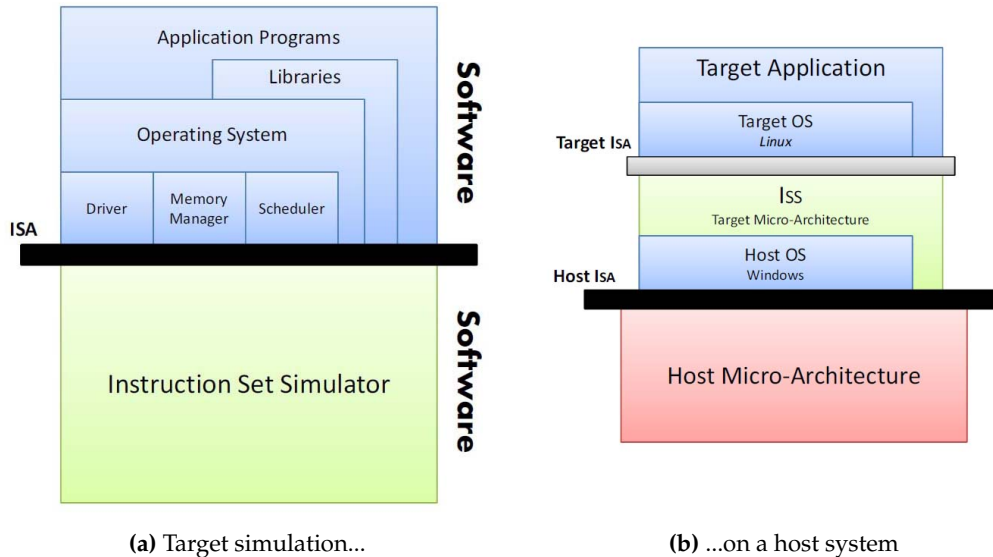 Application Programs
Libraries
Operating System
Driver
Memory
Manager
Scheduler
ISA
Software
Instruction Set Simulator
Software
(a) Target simulation...
Target Application
Target OS
Linux
Target ISA
ISS
Target Micro-Architecture
Host OS
Windows
Host ISA
Host Micro-Architecture
(b) ...on a host system